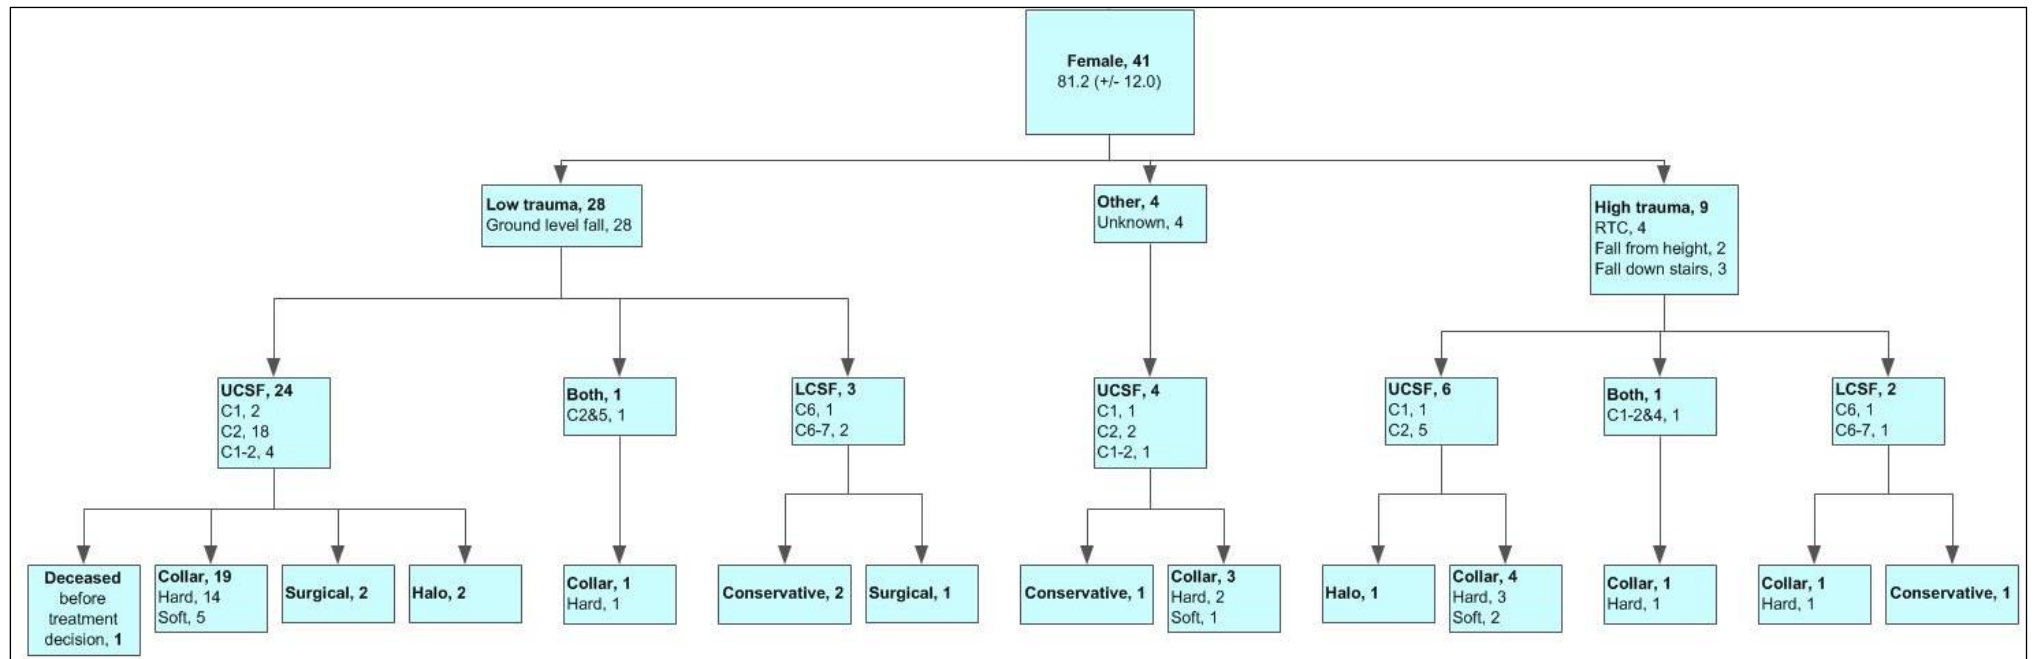 Female, 41
81.2 (+/- 12.0)
Low trauma, 28
Ground level fall, 28
Other, 4
Unknown, 4
High trauma, 9
RTC, 4
Fall from height, 2
Fall down stairs, 3
UCSF, 24
C1, 2
C2, 18
C1-2, 4
Both, 1
C2&5, 1
LCSF, 3
C6, 1
C6-7, 2
UCSF, 4
C1, 1
C2, 2
C1-2, 1
UCSF, 6
C1, 1
C2, 5
Both, 1
C1-2&4, 1
LCSF, 2
C6, 1
C6-7, 1
Deceased
before
treatment
decision, 1
Collar, 19
Hard, 14
Soft, 5
Surgical, 2
Halo, 2
Collar, 1
Hard, 1
Conservative, 2
Surgical, 1
Conservative, 1
Collar, 3
Hard, 2
Soft, 1
Halo, 1
Collar, 4
Hard, 3
Soft, 2
Collar, 1
Hard, 1
Collar, 1
Hard, 1
Conservative, 1